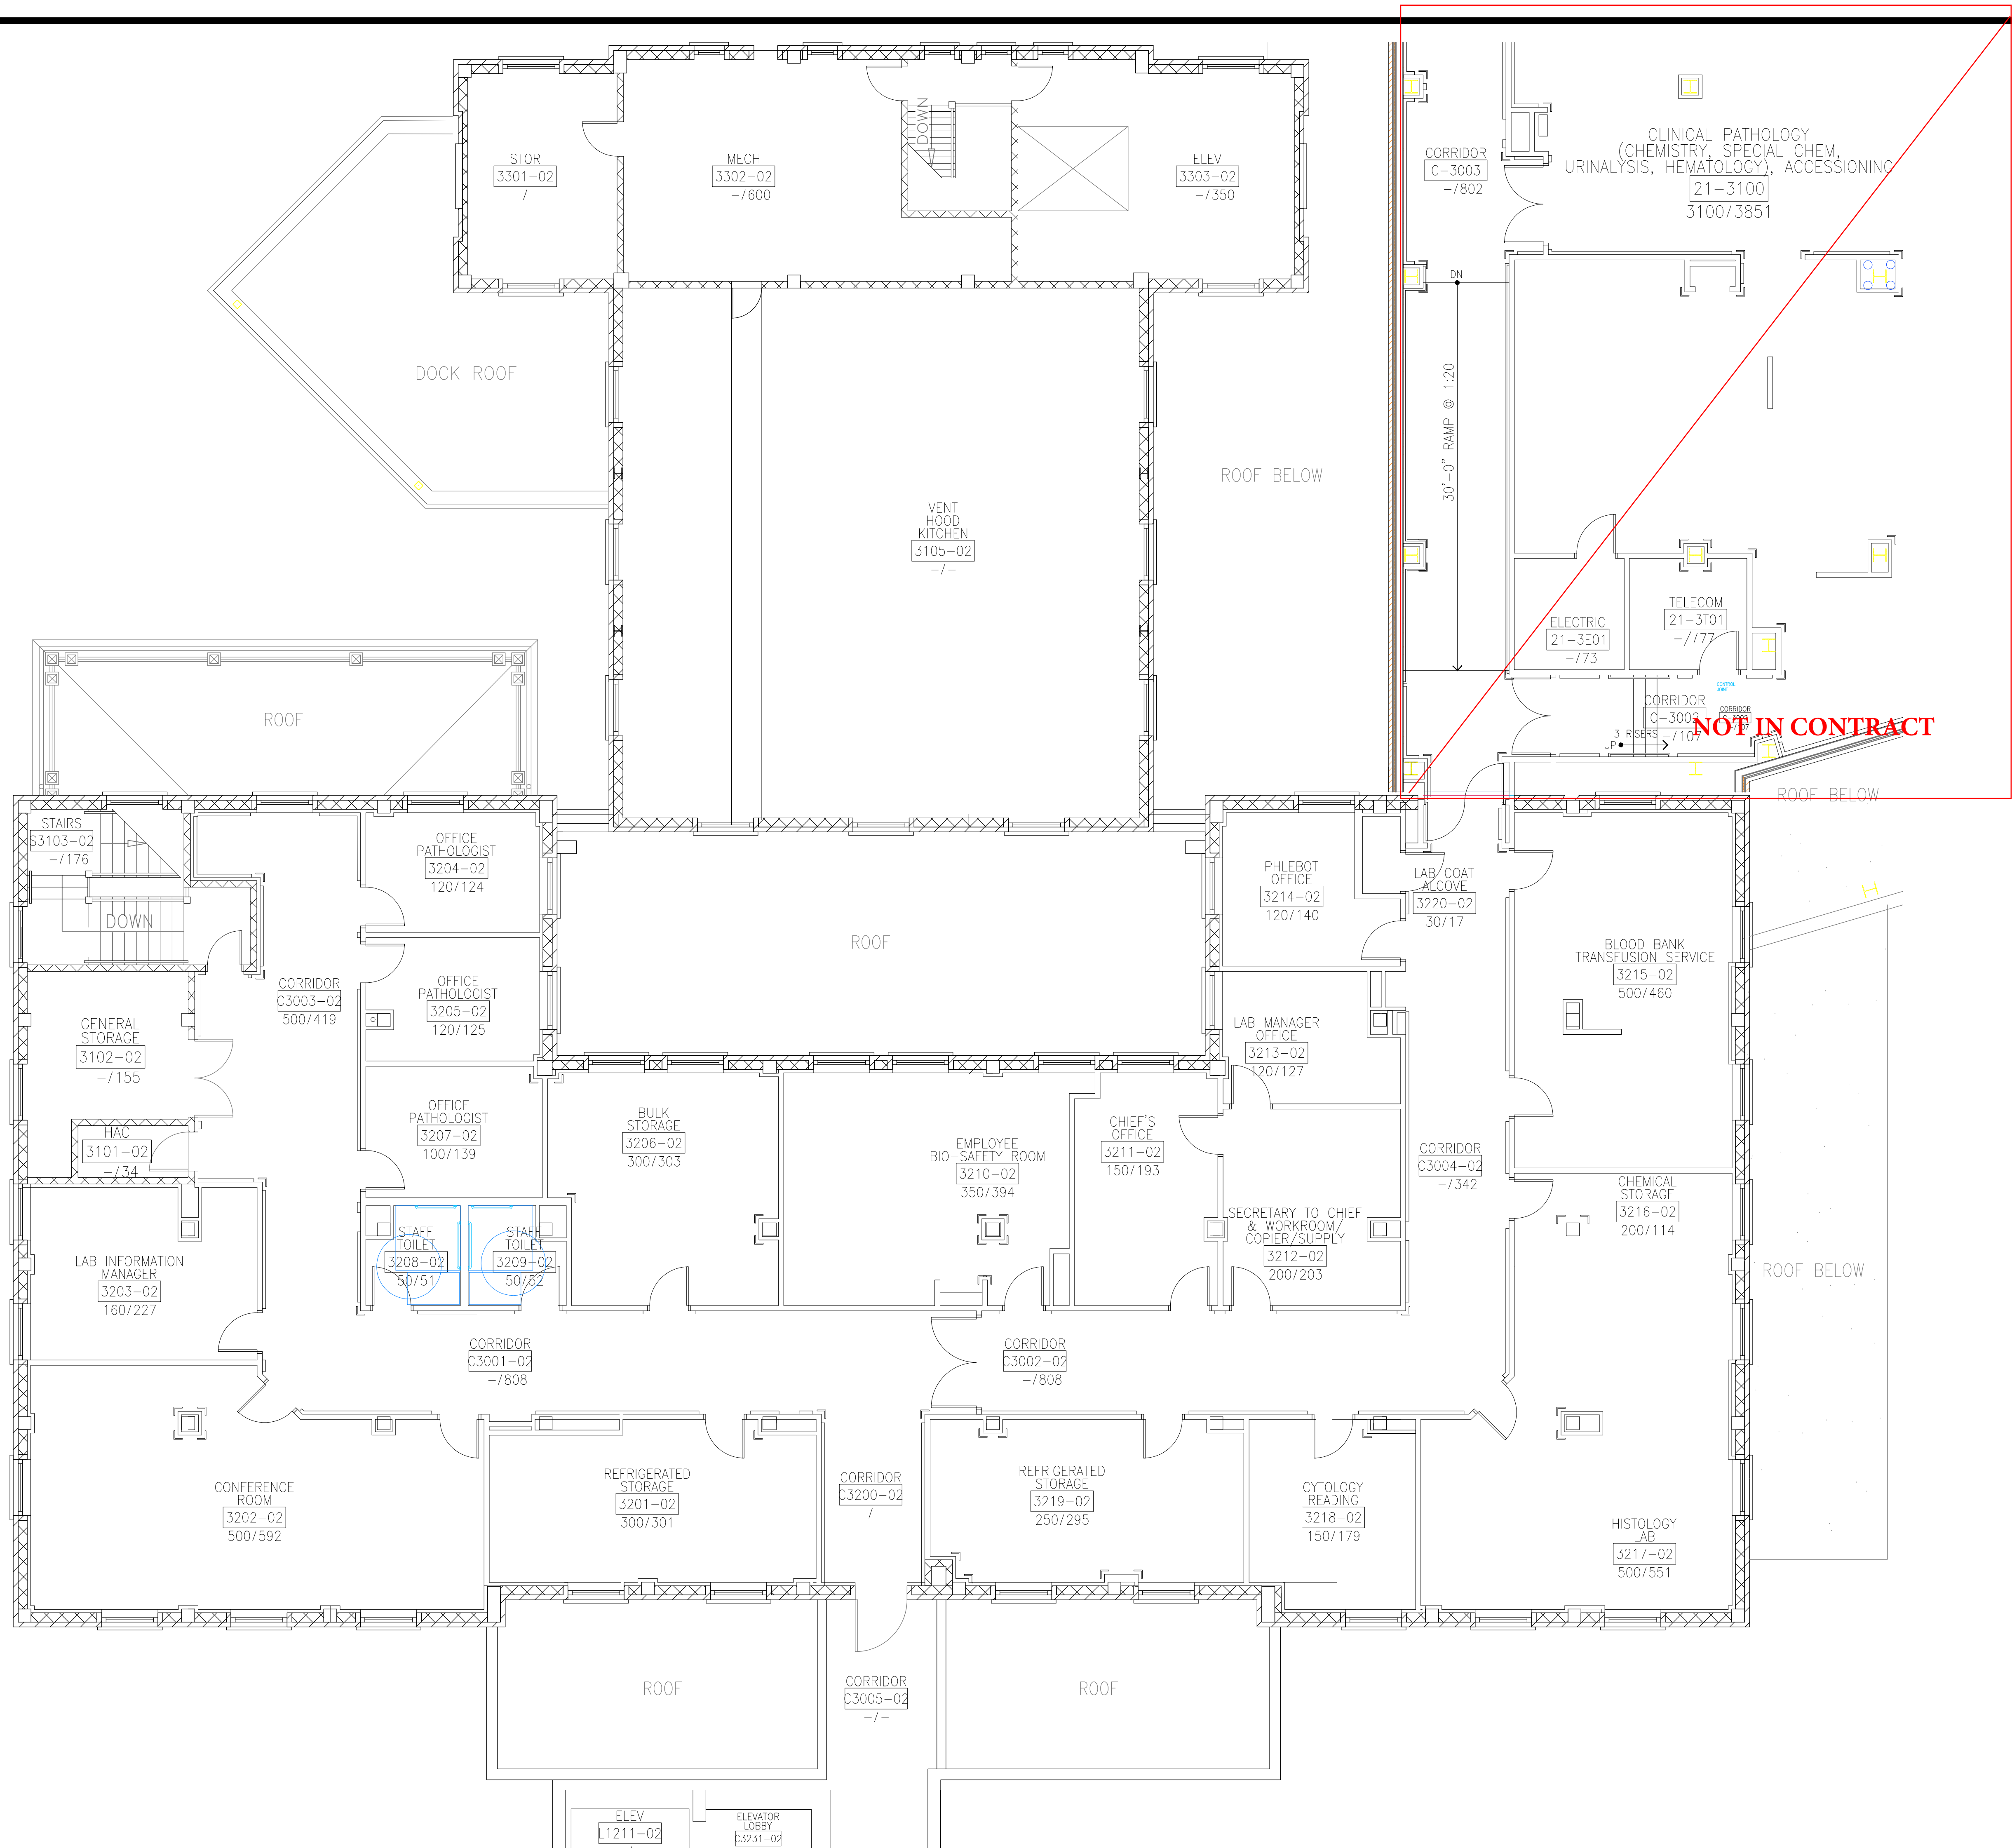 STOR
3301-02
/
MECH
3302-02
-/600
DOWN
ELEV
3303-02
-/350
CORRIDOR
C-3003
-/802
CLINICAL PATHOLOGY
(CHEMISTRY, SPECIAL CHEM,
URINALYSIS, HEMATOLOGY), ACCESSIONING
21-3100
3100/3851
DN
30'-0" RAMP @ 1:20
DOCK ROOF
ROOF BELOW
VENT
HOOD
KITCHEN
3105-02
-/-
ELECTRIC
21-3E01
-/73
TELECOM
21-3T01
-//77
CONTROL
JOINT
CORRIDOR
C-3002
-/107
CORRIDOR
C-3002
3 RISERS
UP
NOT IN CONTRACT
ROOF BELOW
ROOF
STAIRS
S3103-02
-/176
DOWN
OFFICE
PATHOLOGIST
3204-02
120/124
OFFICE
PATHOLOGIST
3205-02
120/125
CORRIDOR
C3003-02
500/419
GENERAL
STORAGE
3102-02
-/155
HAC
3101-02
-/34
OFFICE
PATHOLOGIST
3207-02
100/139
ROOF
PHLEBOT
OFFICE
3214-02
120/140
LAB COAT
ALCOVE
3220-02
30/17
BLOOD BANK
TRANSFUSION SERVICE
3215-02
500/460
LAB MANAGER
OFFICE
3213-02
120/127
BULK
STORAGE
3206-02
300/303
EMPLOYEE
BIO-SAFETY ROOM
3210-02
350/394
CHIEF'S
OFFICE
3211-02
150/193
CORRIDOR
C3004-02
-/342
CHEMICAL
STORAGE
3216-02
200/114
SECRETARY TO CHIEF
& WORKROOM/
COPIER/SUPPLY
3212-02
200/203
ROOF BELOW
LAB INFORMATION
MANAGER
3203-02
160/227
STAFF
TOILET
3208-02
50/51
STAFF
TOILET
3209-02
50/52
CORRIDOR
C3001-02
-/808
CORRIDOR
C3002-02
-/808
CONFERENCE
ROOM
3202-02
500/592
REFRIGERATED
STORAGE
3201-02
300/301
CORRIDOR
C3200-02
/
REFRIGERATED
STORAGE
3219-02
250/295
CYTOLOGY
READING
3218-02
150/179
HISTOLOGY
LAB
3217-02
500/551
ROOF
CORRIDOR
C3005-02
-/-
ROOF
ELEV
L1211-02
ELEVATOR
LOBBY
C3231-02